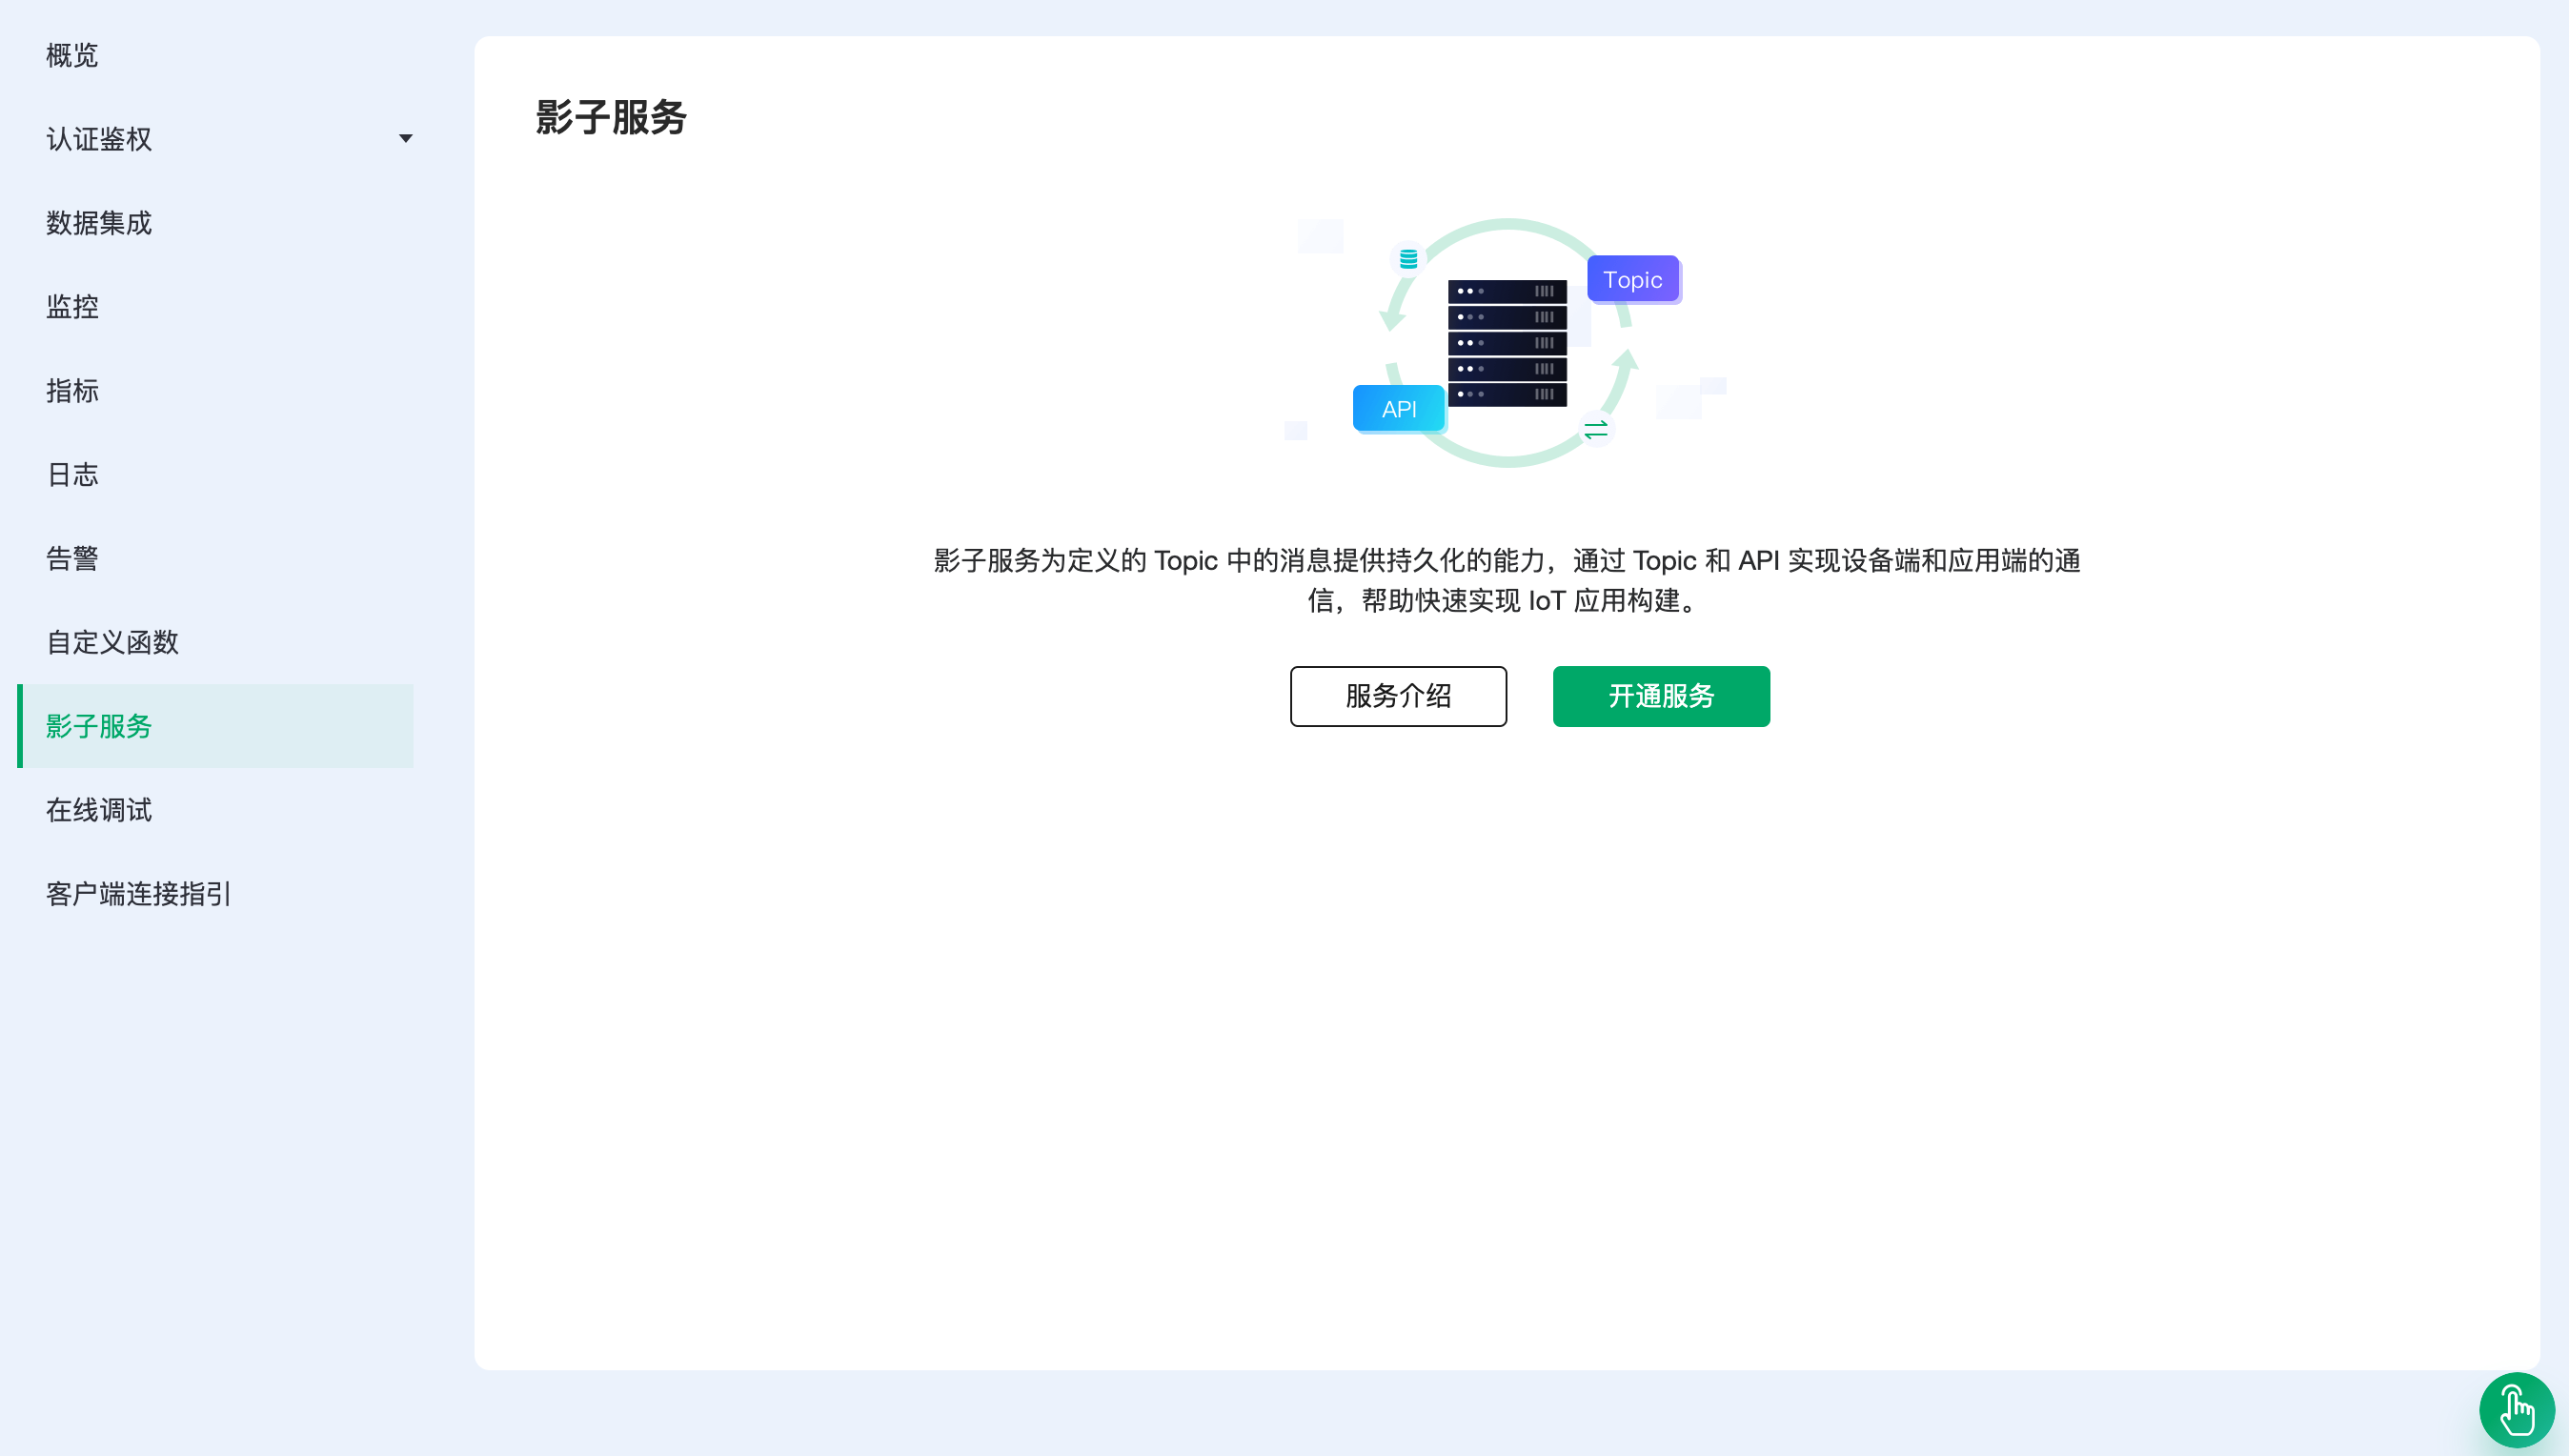 概览
认证鉴权
数据集成
监控
指标
日志
告警
自定义函数
影子服务
在线调试
客户端连接指引
影子服务
Topic
API
影子服务为定义的 Topic 中的消息提供持久化的能力，通过 Topic 和 API 实现设备端和应用端的通
信，帮助快速实现 IoT 应用构建。
服务介绍
开通服务